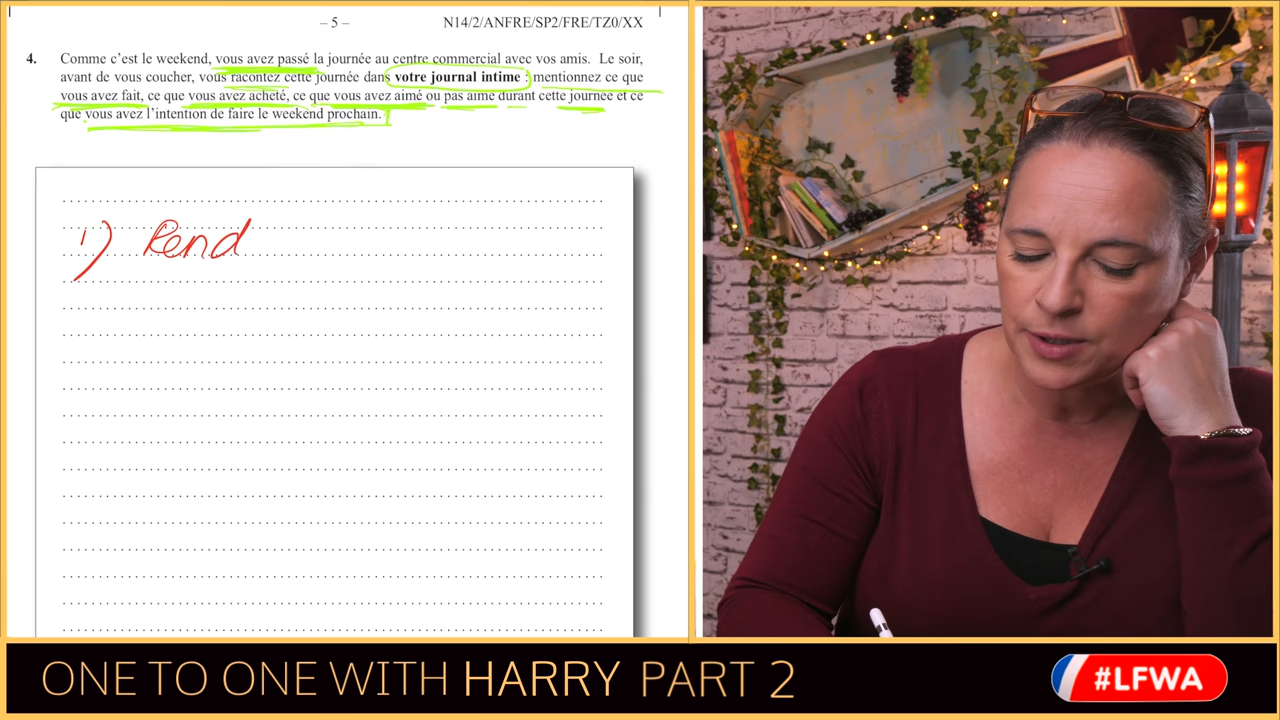 – 5 – N14/2/ANFRE/SP2/FRE/TZ0/XX
4. Comme c’est le weekend, vous avez passé la journée au centre commercial avec vos amis. Le soir,
avant de vous coucher, vous racontez cette journée dans votre journal intime : mentionnez ce que
vous avez fait, ce que vous avez acheté, ce que vous avez aimé ou pas aimé durant cette journée et ce
que vous avez l’intention de faire le weekend prochain.
1) Rend
ONE TO ONE WITH HARRY PART 2
#LFWA